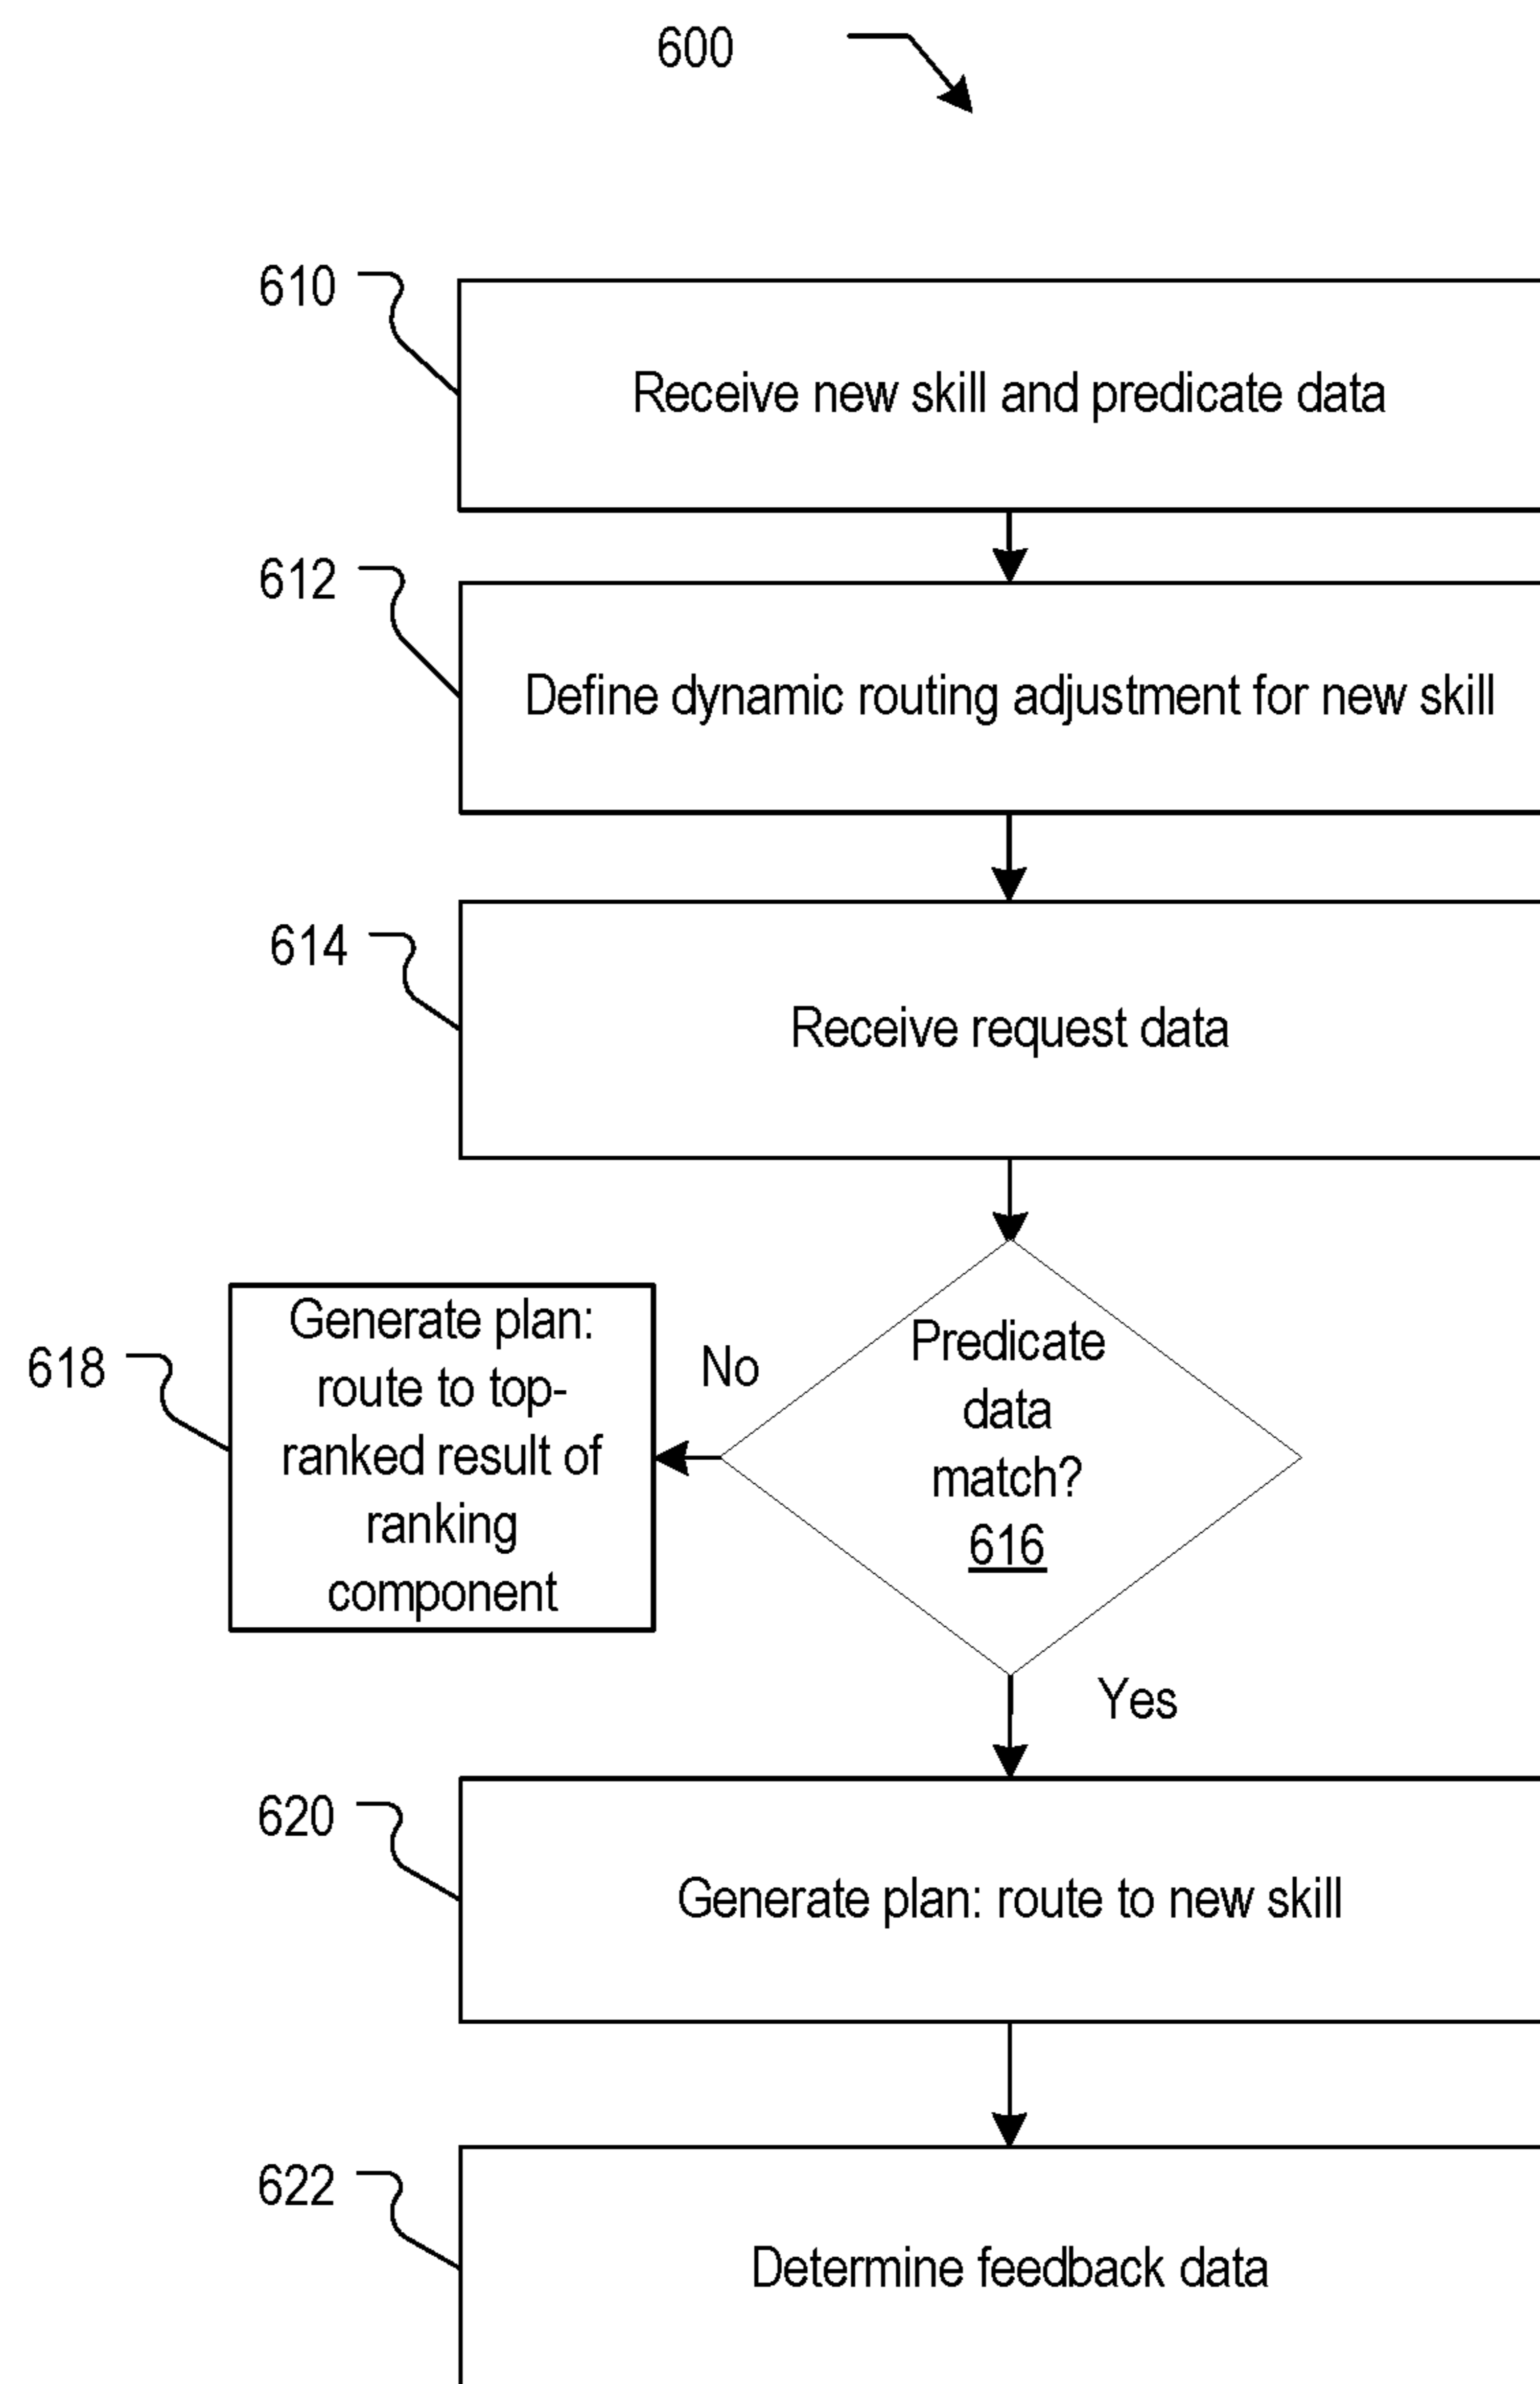 600
610
Receive new skill and predicate data
612
Define dynamic routing adjustment for new skill
614
Receive request data
618
Generate plan:
route to top-
ranked result of
ranking
component
No
Predicate
data
match?
616
Yes
620
Generate plan: route to new skill
622
Determine feedback data